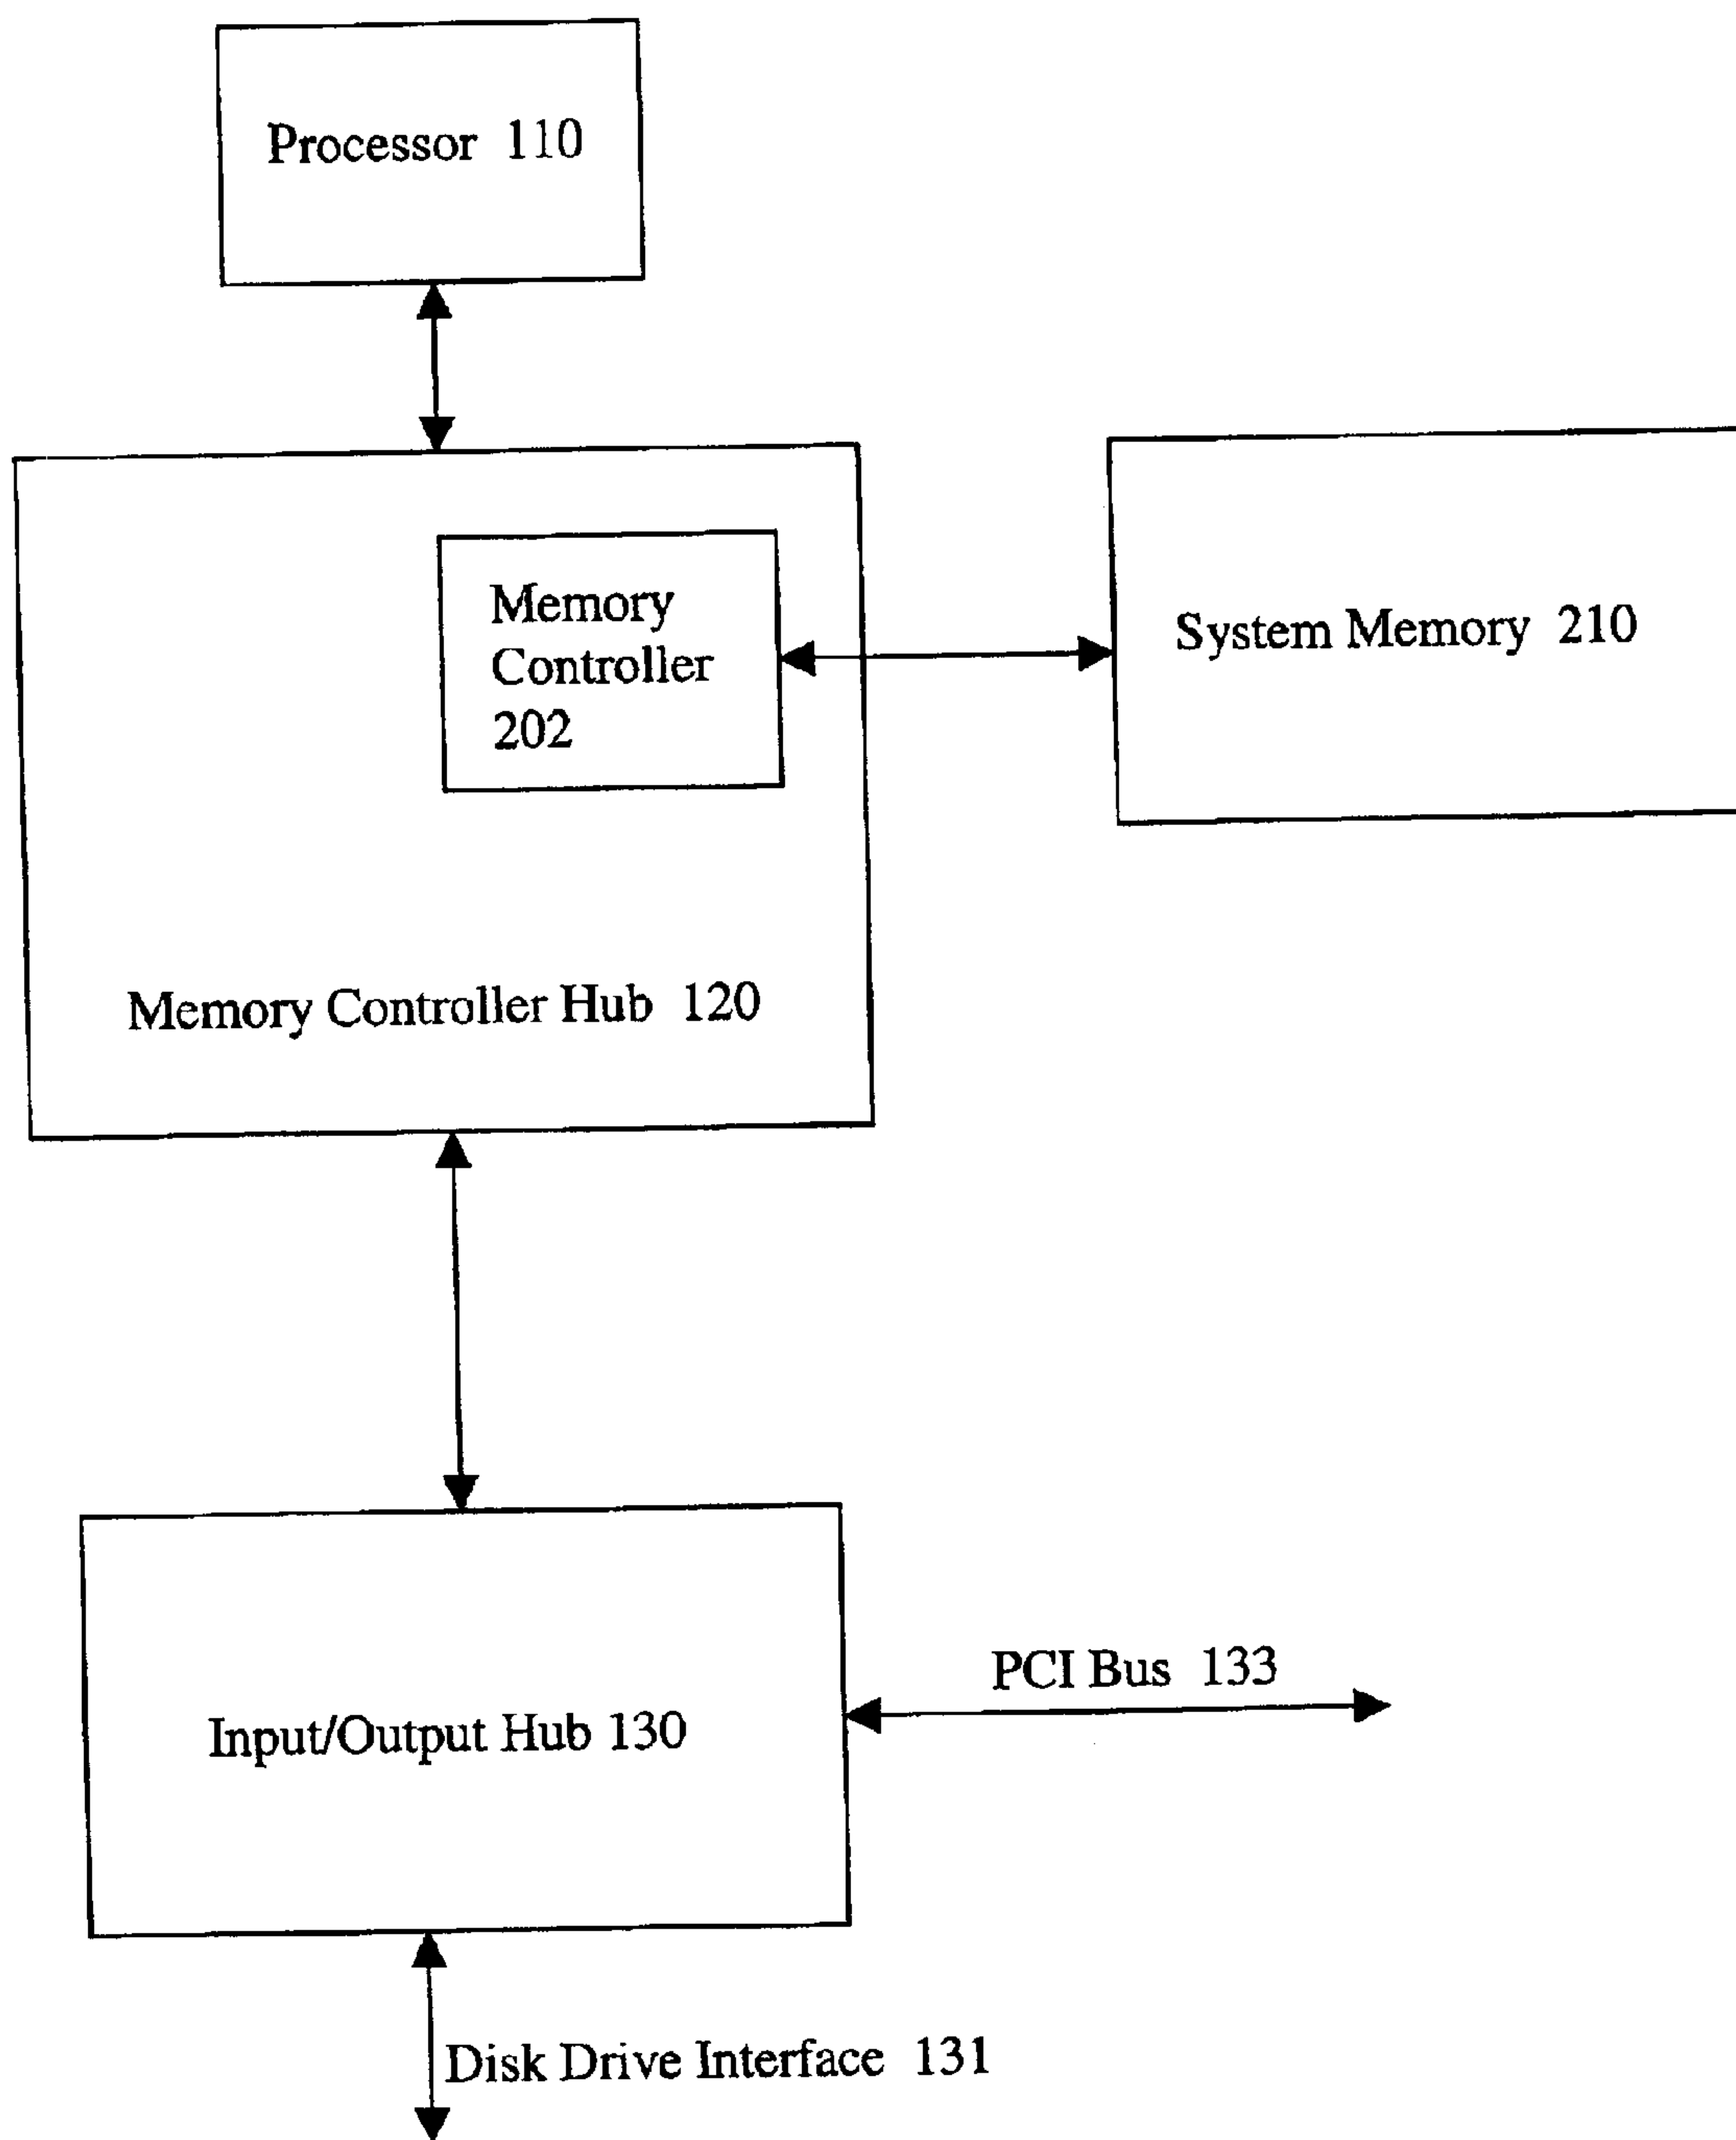 Processor 110
Memory
Controller
202
System Memory 210
Memory Controller Hub 120
PCI Bus 133
Input/Output Hub 130
Disk Drive Interface 131